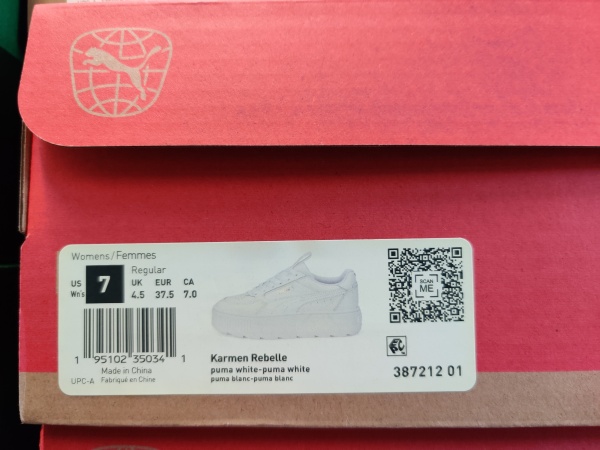 Womens/Femmes
Regular
US Wn's 7 UK 4.5 EUR 37.5 CA 7.0
1 95102 35034 1
Made in China
UPC-A Fabriqué en Chine
Karmen Rebelle
puma white-puma white
puma blanc-puma blanc
SCAN
ME
387212 01